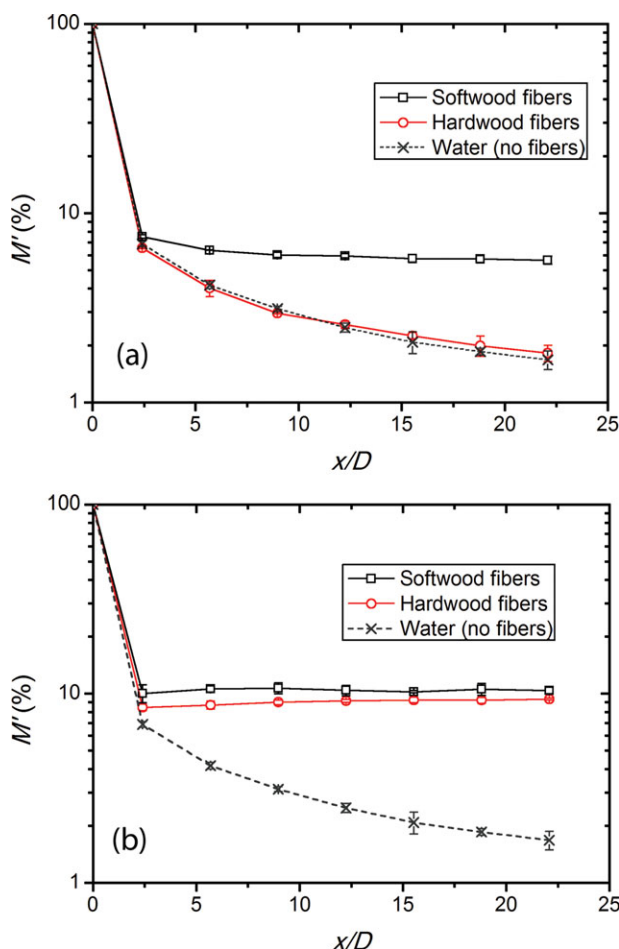 100
10
1
M'(%)
Softwood fibers
Hardwood fibers
Water (no fibers)
(a)
0 5 10 15 20 25
x/D
100
10
1
M'(%)
Softwood fibers
Hardwood fibers
Water (no fibers)
(b)
0 5 10 15 20 25
x/D